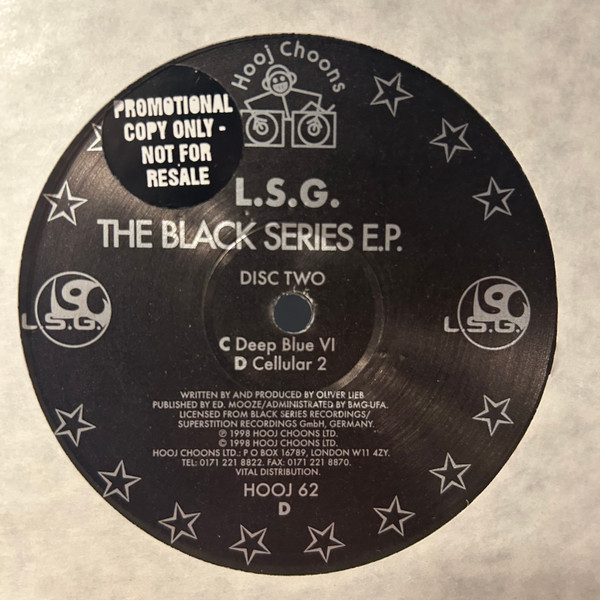 Hooj Choons
PROMOTIONAL
COPY ONLY -
NOT FOR
RESALE
L.S.G.
THE BLACK SERIES E.P.
DISC TWO
LSG
L.S.G.
LSG
L.S.G.
C Deep Blue VI
D Cellular 2
WRITTEN BY AND PRODUCED BY OLIVER LIEB
PUBLISHED BY ED. MOOZE/ADMINISTRATED BY BMG-UFA.
LICENSED FROM BLACK SERIES RECORDINGS/
SUPERSTITION RECORDINGS GmbH, GERMANY.
℗ 1998 HOOJ CHOONS LTD.
© 1998 HOOJ CHOONS LTD.
HOOJ CHOONS LTD.: P O BOX 16789, LONDON W11 4ZY.
TEL: 0171 221 8822. FAX: 0171 221 8870.
VITAL DISTRIBUTION.
HOOJ 62
D